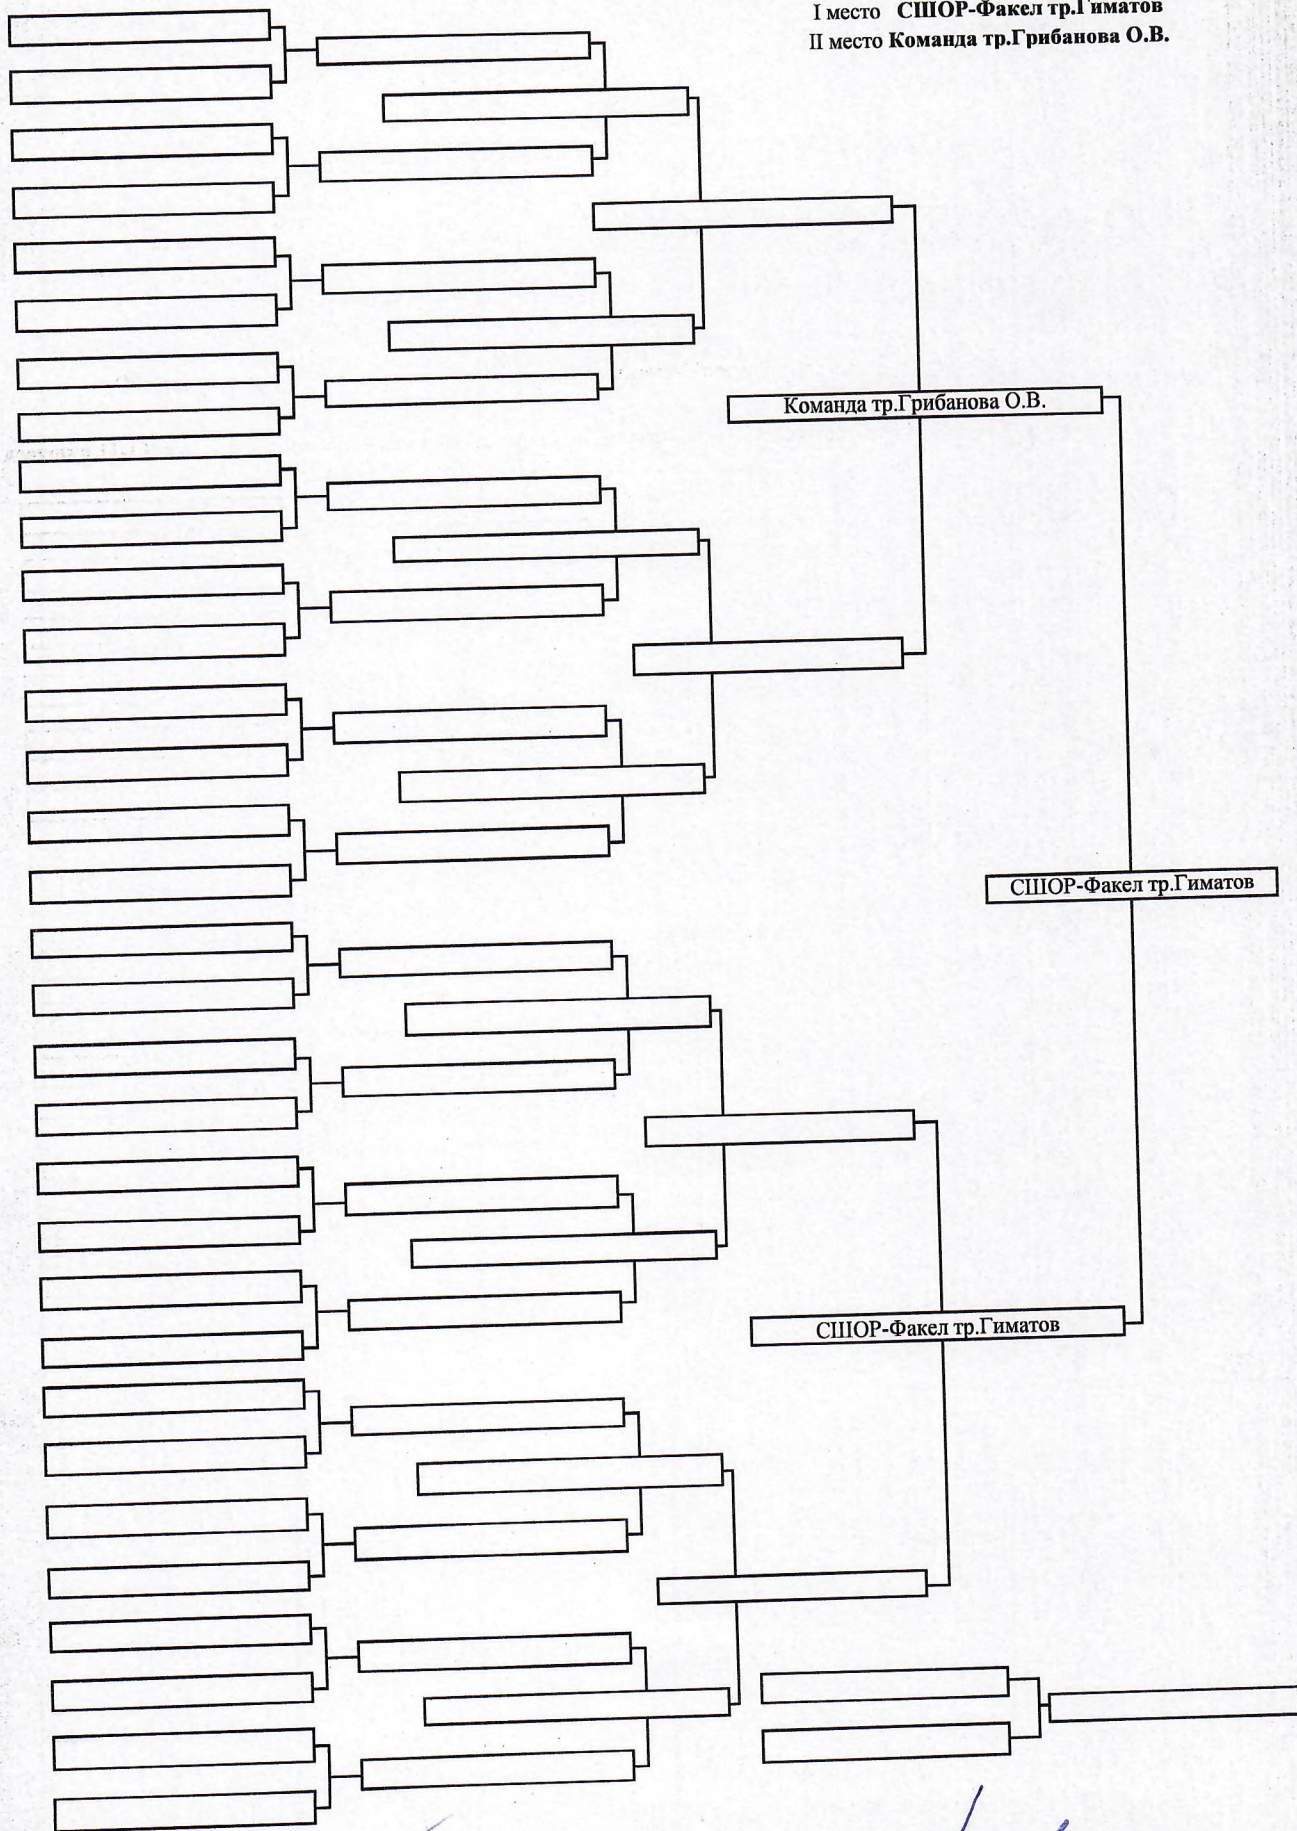 I место СШОР-Факел тр.Гиматов
II место Команда тр.Грибанова О.В.
Команда тр.Грибанова О.В.
СШОР-Факел тр.Гиматов
СШОР-Факел тр.Гиматов